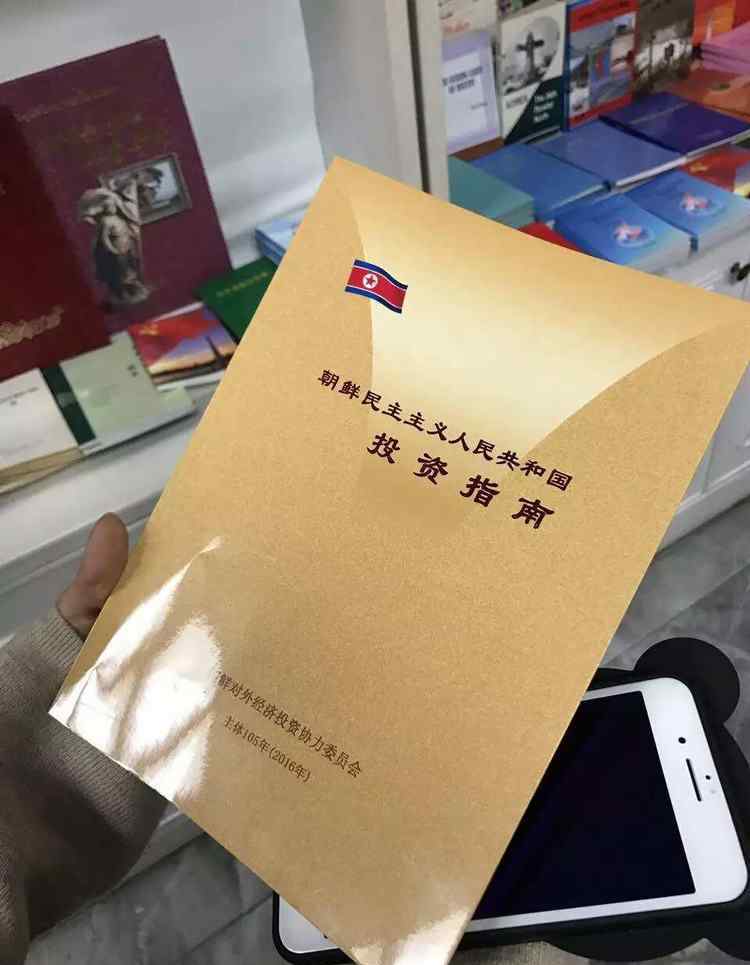 朝鲜民主主义人民共和国
投资指南
鲜对外经济投资协力委员会
主体105年(2016年)